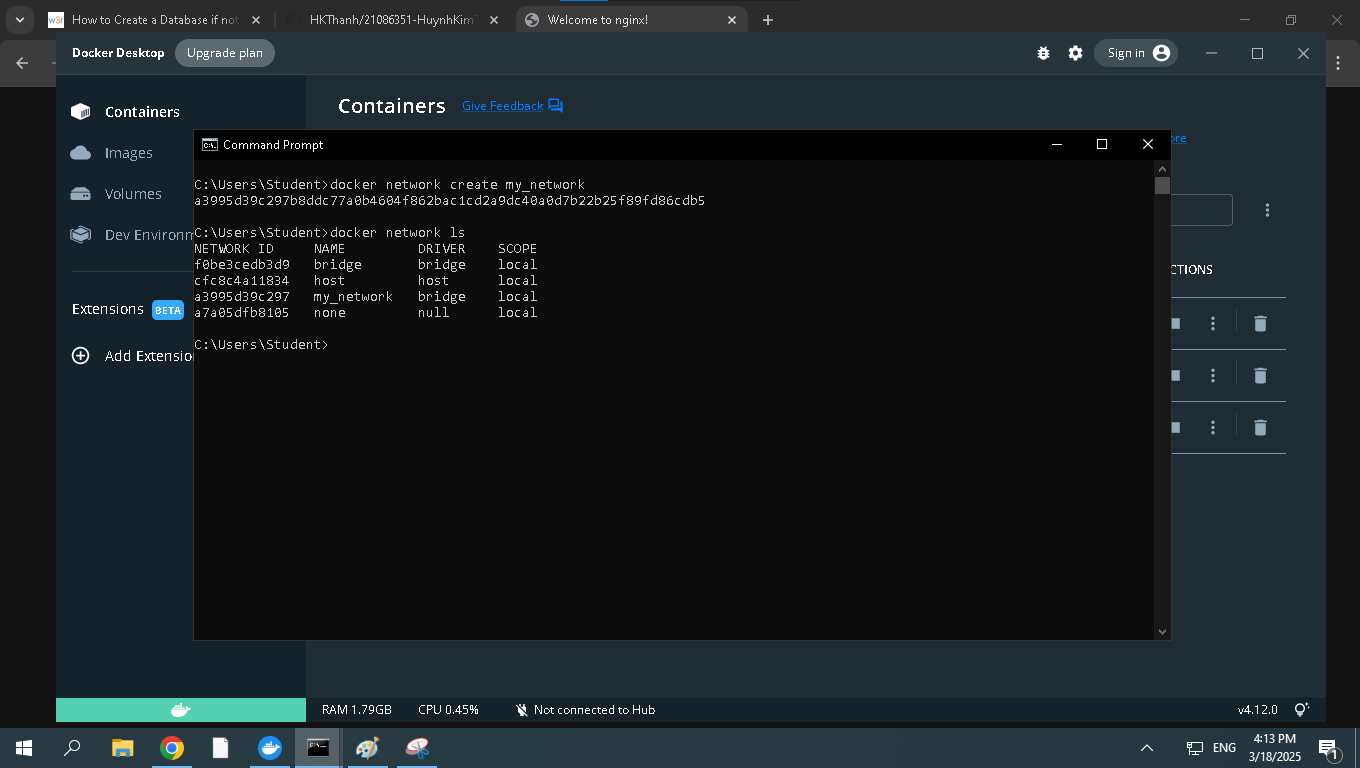 How to Create a Database if not
HKThanh/21086351-HuynhKimT
Welcome to nginx!
Docker Desktop
Upgrade plan
Sign in
Containers
Images
Volumes
Dev Environm
Extensions
BETA
Add Extensio
Containers
Give Feedback
ore
CTIONS
Command Prompt
C:\Users\Student>docker network create my_network
a3995d39c297b8ddc77a0b4604f862bac1cd2a9dc40a0d7b22b25f89fd86cdb5
C:\Users\Student>docker network ls
NETWORK ID NAME DRIVER SCOPE
f0be3cedb3d9 bridge bridge local
cfc8c4a11834 host host local
a3995d39c297 my_network bridge local
a7a05dfb8105 none null local
C:\Users\Student>
RAM 1.79GB CPU 0.45% Not connected to Hub
v4.12.0
ENG
4:13 PM
3/18/2025
1